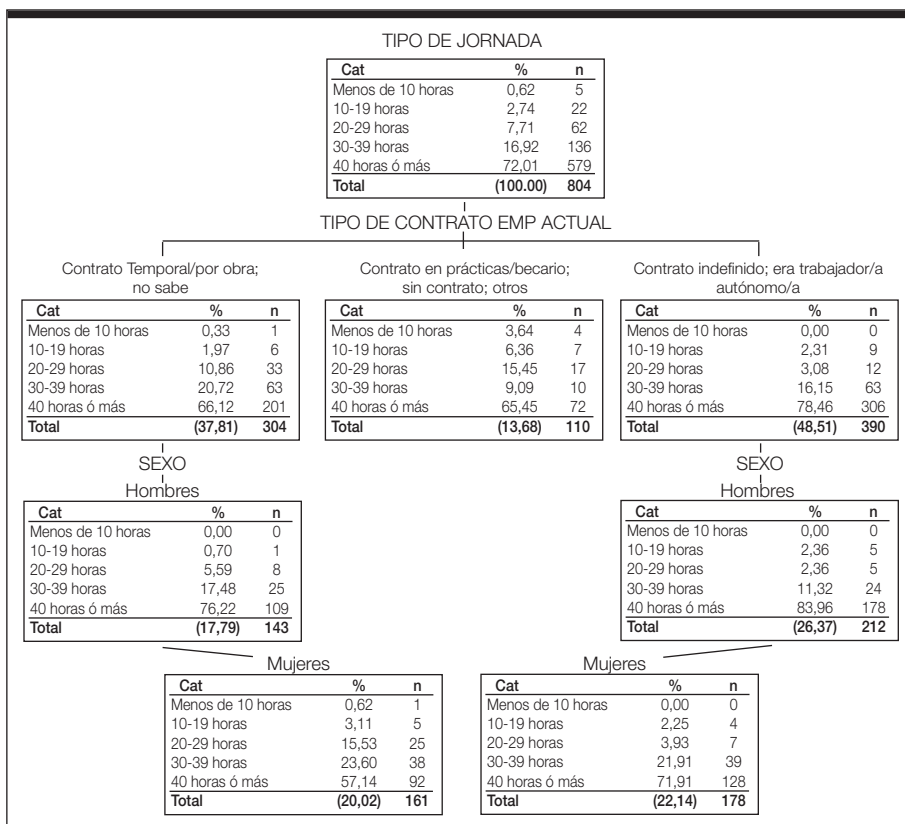 TIPO DE JORNADA
Cat % n
Menos de 10 horas 0,62 5
10-19 horas 2,74 22
20-29 horas 7,71 62
30-39 horas 16,92 136
40 horas ó más 72,01 579
Total (100.00) 804
TIPO DE CONTRATO EMP ACTUAL
Contrato Temporal/por obra;
no sabe
Cat % n
Menos de 10 horas 0,33 1
10-19 horas 1,97 6
20-29 horas 10,86 33
30-39 horas 20,72 63
40 horas ó más 66,12 201
Total (37,81) 304
Contrato en prácticas/becario;
sin contrato; otros
Cat % n
Menos de 10 horas 3,64 4
10-19 horas 6,36 7
20-29 horas 15,45 17
30-39 horas 9,09 10
40 horas ó más 65,45 72
Total (13,68) 110
Contrato indefinido; era trabajador/a
autónomo/a
Cat % n
Menos de 10 horas 0,00 0
10-19 horas 2,31 9
20-29 horas 3,08 12
30-39 horas 16,15 63
40 horas ó más 78,46 306
Total (48,51) 390
SEXO
Hombres
Cat % n
Menos de 10 horas 0,00 0
10-19 horas 0,70 1
20-29 horas 5,59 8
30-39 horas 17,48 25
40 horas ó más 76,22 109
Total (17,79) 143
SEXO
Hombres
Cat % n
Menos de 10 horas 0,00 0
10-19 horas 2,36 5
20-29 horas 2,36 5
30-39 horas 11,32 24
40 horas ó más 83,96 178
Total (26,37) 212
Mujeres
Cat % n
Menos de 10 horas 0,62 1
10-19 horas 3,11 5
20-29 horas 15,53 25
30-39 horas 23,60 38
40 horas ó más 57,14 92
Total (20,02) 161
Mujeres
Cat % n
Menos de 10 horas 0,00 0
10-19 horas 2,25 4
20-29 horas 3,93 7
30-39 horas 21,91 39
40 horas ó más 71,91 128
Total (22,14) 178